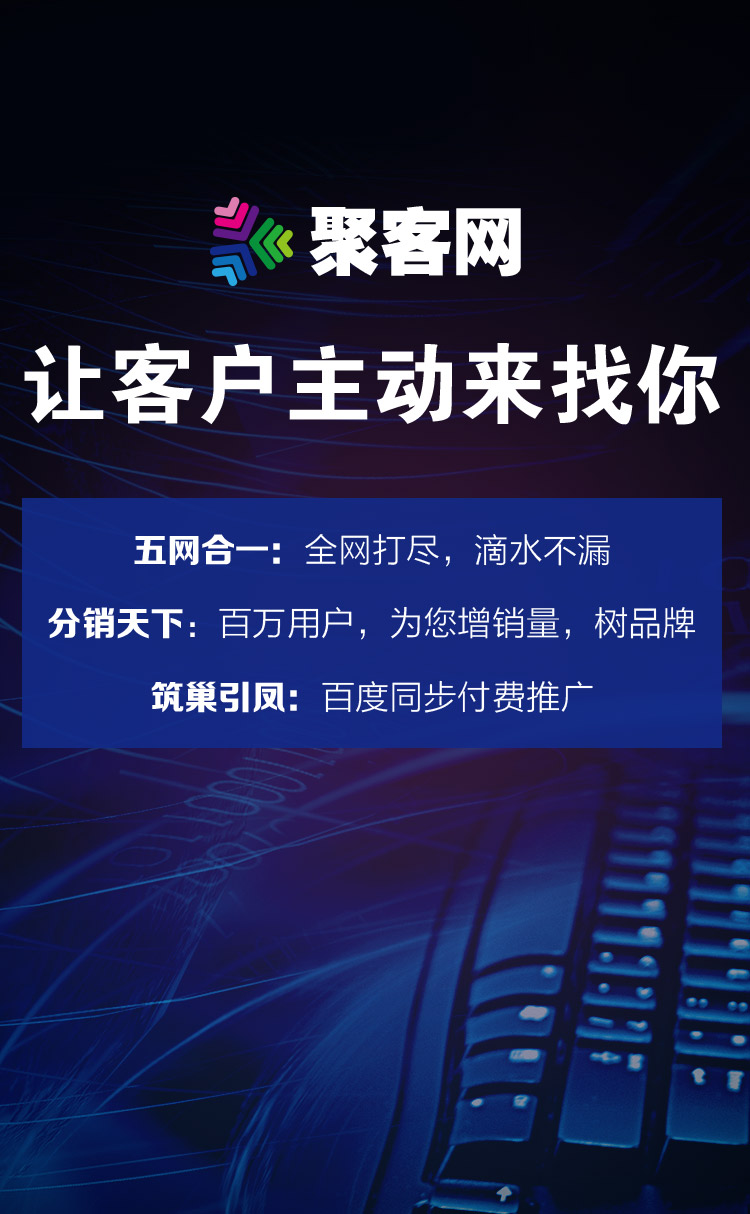 聚客网
让客户主动来找你
五网合一：全网打尽，滴水不漏
分销天下：百万用户，为您增销量，树品牌
筑巢引凤：百度同步付费推广